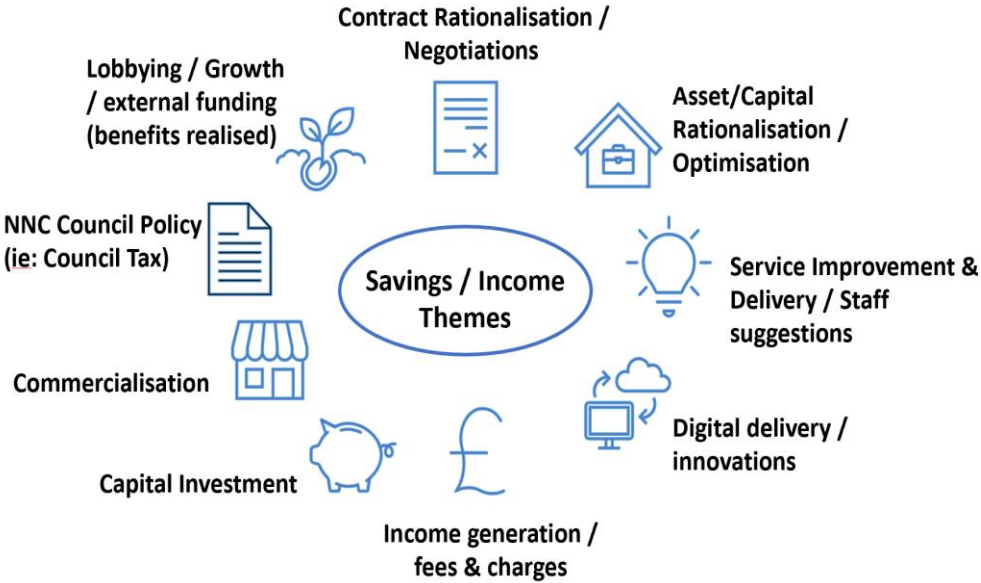 Contract Rationalisation /
Negotiations
Lobbying / Growth
/ external funding
(benefits realised)
Asset/Capital
Rationalisation /
Optimisation
NNC Council Policy
(ie: Council Tax)
Savings / Income
Themes
Service Improvement &
Delivery / Staff
suggestions
Commercialisation
Digital delivery /
innovations
Capital Investment
£
Income generation /
fees & charges